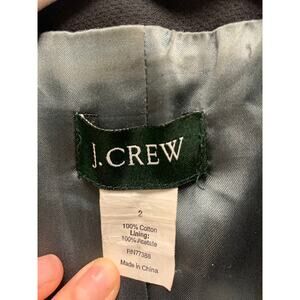 J.CREW
2
100% Cotton
Lining:
100% Acetate
RN77388
Made in China